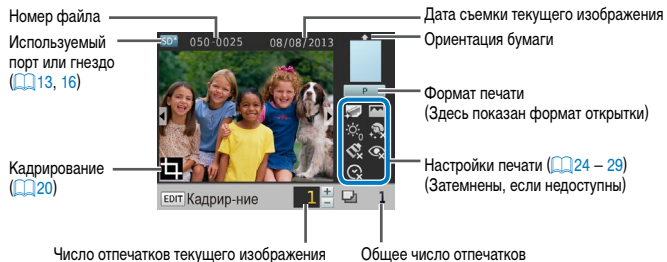 Номер файла
Дата съемки текущего изображения
Используемый
порт или гнездо
(13, 16)
SD
050-0025
08/08/2013
Ориентация бумаги
P
Формат печати
(Здесь показан формат открытки)
Настройки печати (24 – 29)
(Затемнены, если недоступны)
Кадрирование
(20)
EDIT Кадрир-ние 1 + − 1
Число отпечатков текущего изображения
Общее число отпечатков